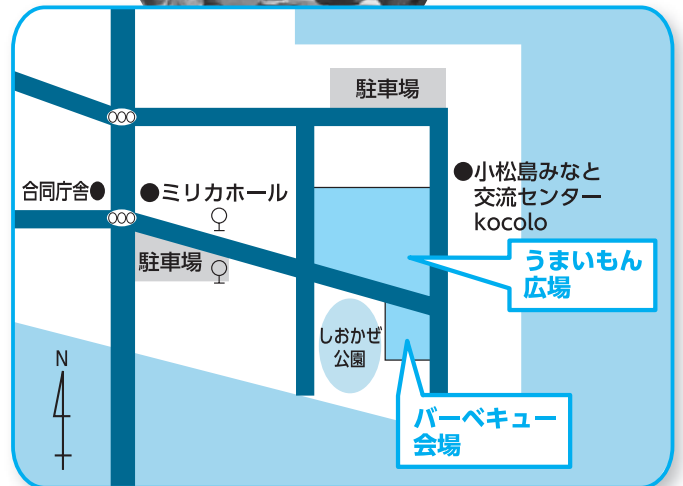 駐車場
●小松島みなと
交流センター
kocolo
合同庁舎●
●ミリカホール
駐車場
うまいもん
広場
しおかぜ
公園
N
バーベキュー
会場